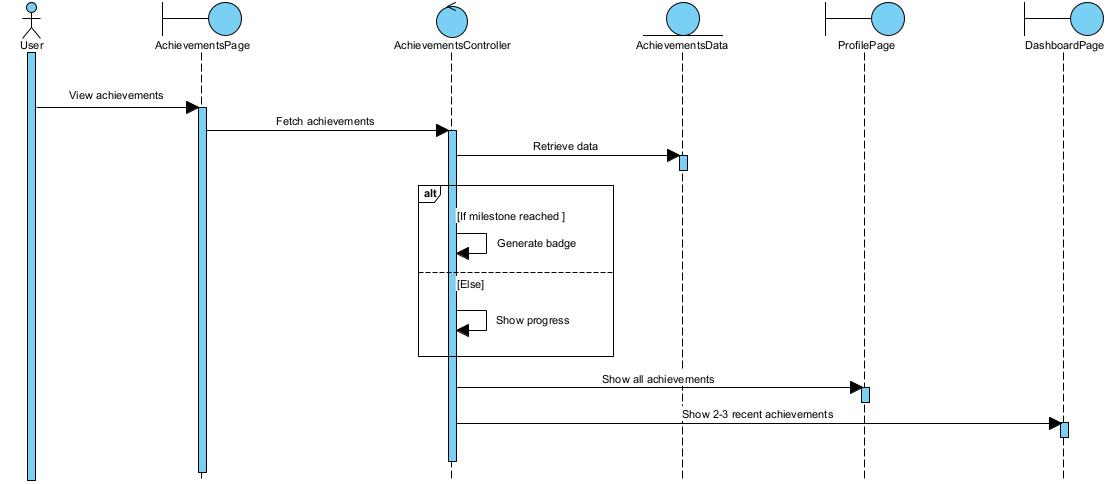 User
AchievementsPage
AchievementsController
AchievementsData
ProfilePage
DashboardPage
View achievements
Fetch achievements
Retrieve data
alt
[If milestone reached ]
Generate badge
[Else]
Show progress
Show all achievements
Show 2-3 recent achievements